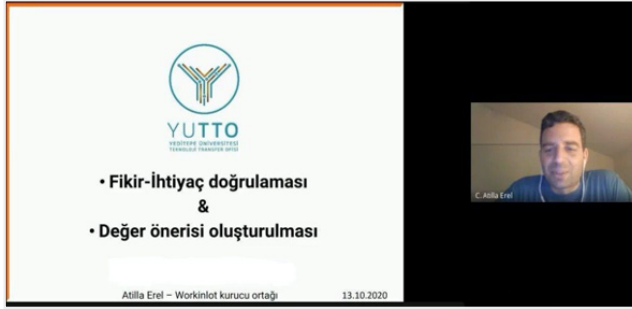 YUTTO
YEDİTEPE ÜNİVERSİTESİ
TEKNOLOJİ TRANSFER OFİSİ
• Fikir-İhtiyaç doğrulaması
&
• Değer önerisi oluşturulması
Atilla Erel – Workinlot kurucu ortağı 13.10.2020
C. Atilla Erel